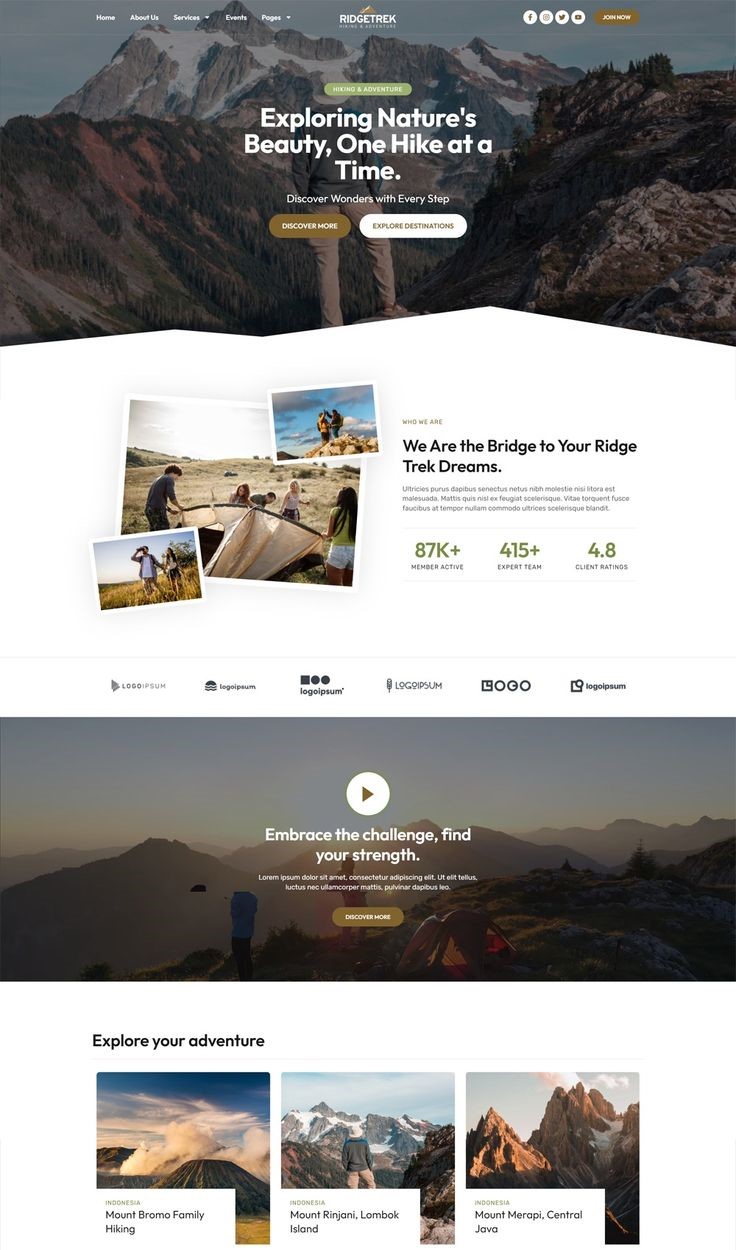 Home About Us Services Events Pages
RIDGETREK
HIKING & ADVENTURE
JOIN NOW
HIKING & ADVENTURE
Exploring Nature's
Beauty, One Hike at a
Time.
Discover Wonders with Every Step
DISCOVER MORE EXPLORE DESTINATIONS
WHO WE ARE
We Are the Bridge to Your Ridge
Trek Dreams.
Ultricies purus dapibus senectus netus nibh molestie nisi litora est
malesuada. Mattis quis nisl ex feugiat scelerisque. Vitae torquent fusce
faucibus at tempor nullam commodo ultrices scelerisque blandit.
87K+ 415+ 4.8
MEMBER ACTIVE EXPERT TEAM CLIENT RATINGS
LOGOIPSUM logoipsum logoipsum LOGOIPSUM LOGO logoipsum
Embrace the challenge, find
your strength.
Lorem ipsum dolor sit amet, consectetur adipiscing elit. Ut elit tellus,
luctus nec ullamcorper mattis, pulvinar dapibus leo.
DISCOVER MORE
Explore your adventure
INDONESIA
Mount Bromo Family
Hiking
INDONESIA
Mount Rinjani, Lombok
Island
INDONESIA
Mount Merapi, Central
Java